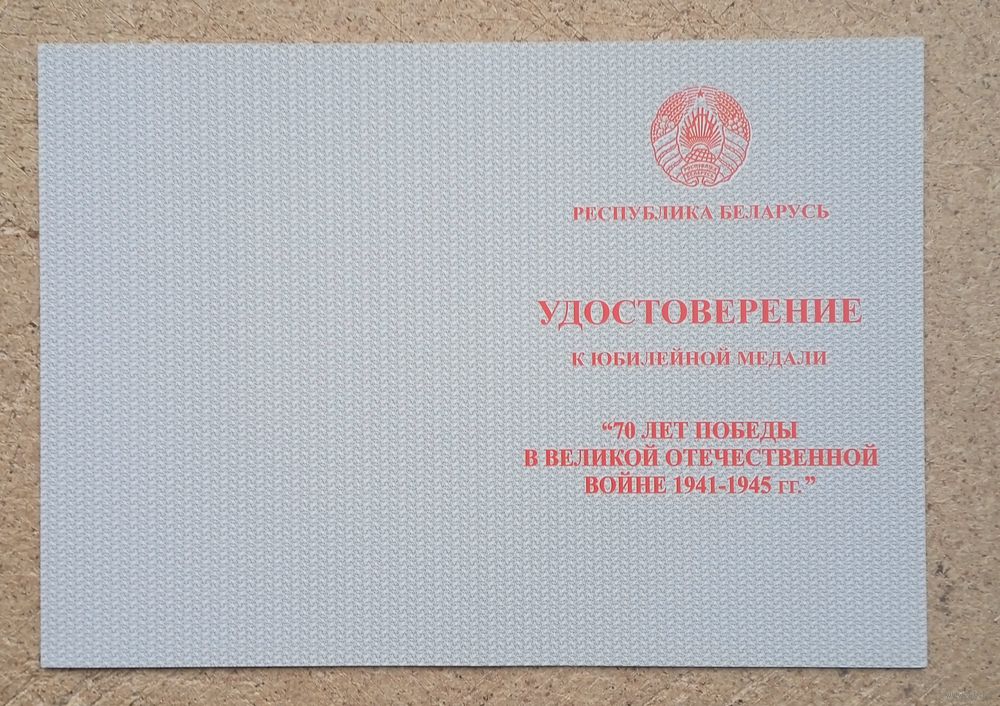 РЕСПУБЛИКА БЕЛАРУСЬ
УДОСТОВЕРЕНИЕ
К ЮБИЛЕЙНОЙ МЕДАЛИ
“70 ЛЕТ ПОБЕДЫ
В ВЕЛИКОЙ ОТЕЧЕСТВЕННОЙ
ВОЙНЕ 1941-1945 гг.”